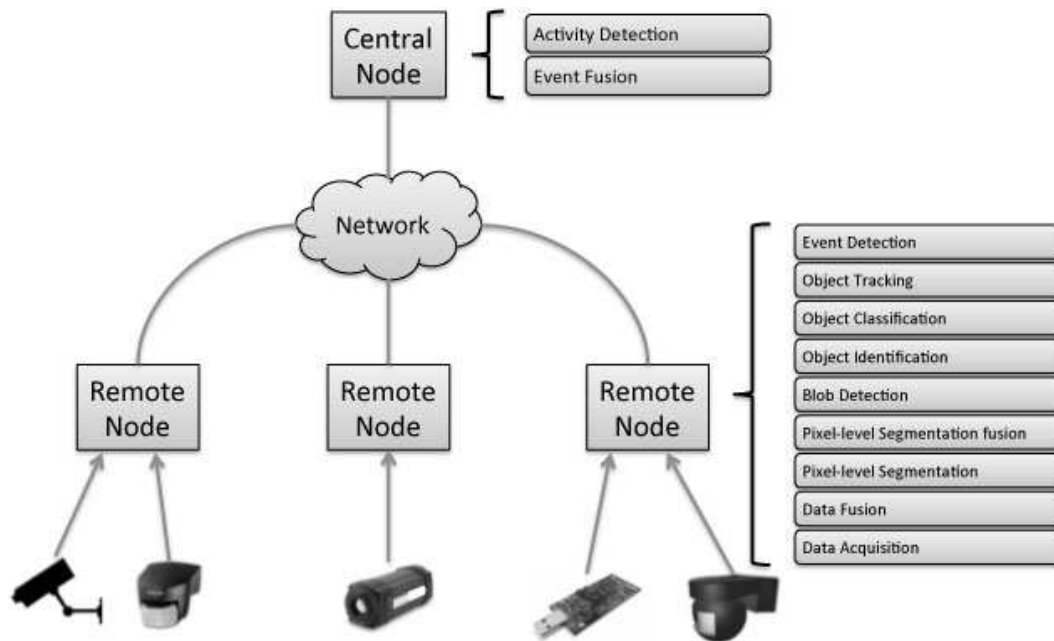 Central
Node
Activity Detection
Event Fusion
Network
Remote
Node
Remote
Node
Remote
Node
Event Detection
Object Tracking
Object Classification
Object Identification
Blob Detection
Pixel-level Segmentation fusion
Pixel-level Segmentation
Data Fusion
Data Acquisition